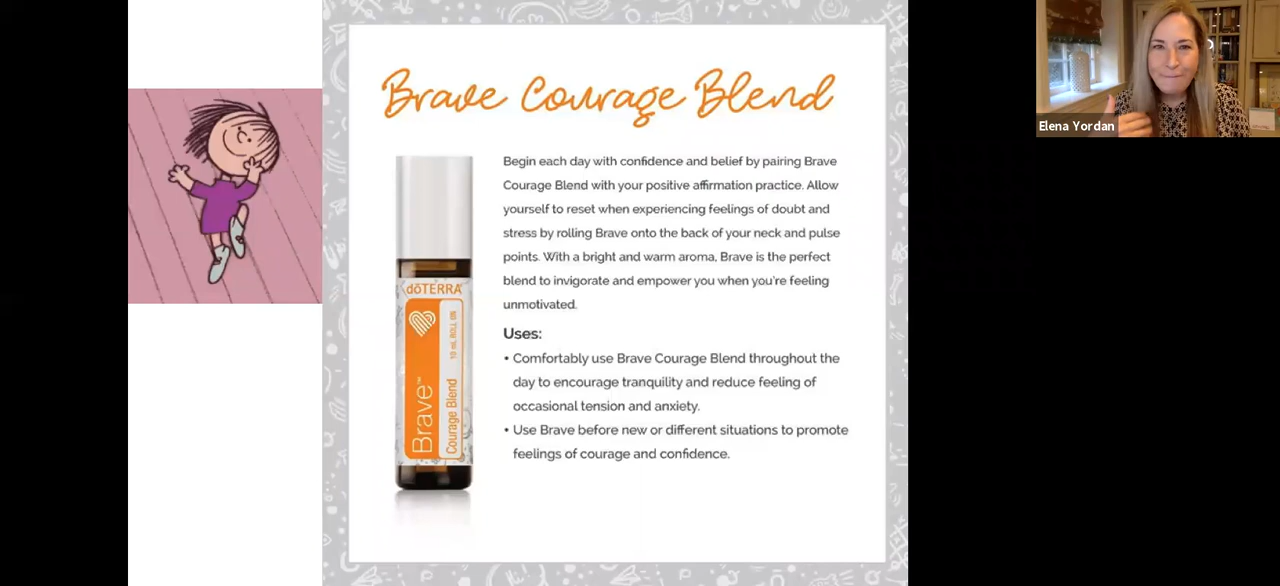 Brave Courage Blend
Elena Yordan
Begin each day with confidence and belief by pairing Brave
Courage Blend with your positive affirmation practice. Allow
yourself to reset when experiencing feelings of doubt and
stress by rolling Brave onto the back of your neck and pulse
points. With a bright and warm aroma, Brave is the perfect
blend to invigorate and empower you when you're feeling
unmotivated.
Uses:
• Comfortably use Brave Courage Blend throughout the
day to encourage tranquility and reduce feeling of
occasional tension and anxiety.
• Use Brave before new or different situations to promote
feelings of courage and confidence.
dōTERRA
Brave™
Courage Blend
10 mL ROLL ON